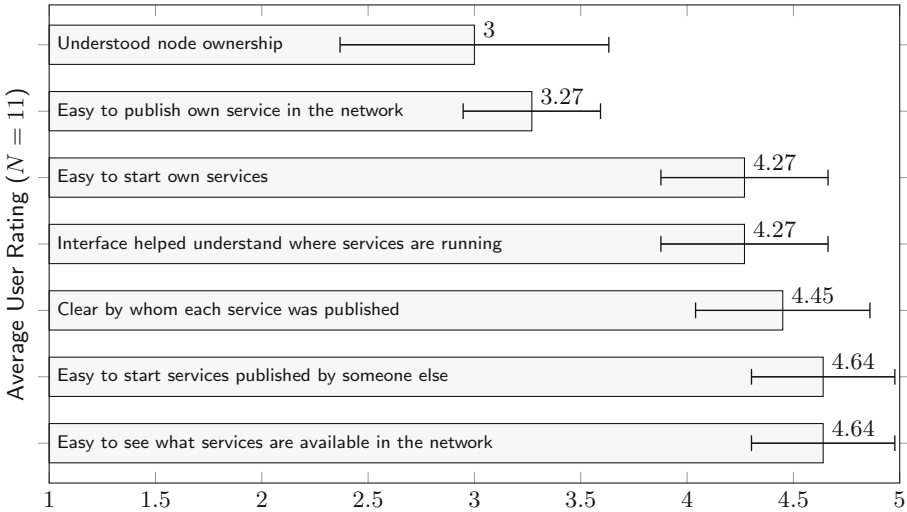 Average User Rating (N = 11)
Understood node ownership
3
Easy to publish own service in the network
3.27
Easy to start own services
4.27
Interface helped understand where services are running
4.27
Clear by whom each service was published
4.45
Easy to start services published by someone else
4.64
Easy to see what services are available in the network
4.64
1 1.5 2 2.5 3 3.5 4 4.5 5